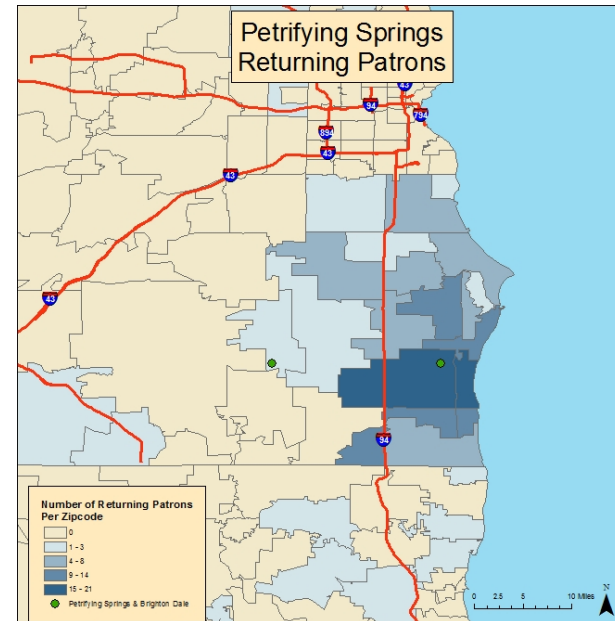 Petrifying Springs
Returning Patrons
43
94
794
894
43
43
43
94
Number of Returning Patrons
Per Zipcode
0
1 - 3
4 - 8
9 - 14
15 - 21
Petrifying Springs & Brighton Dale
0 2.5 5 10 Miles
N